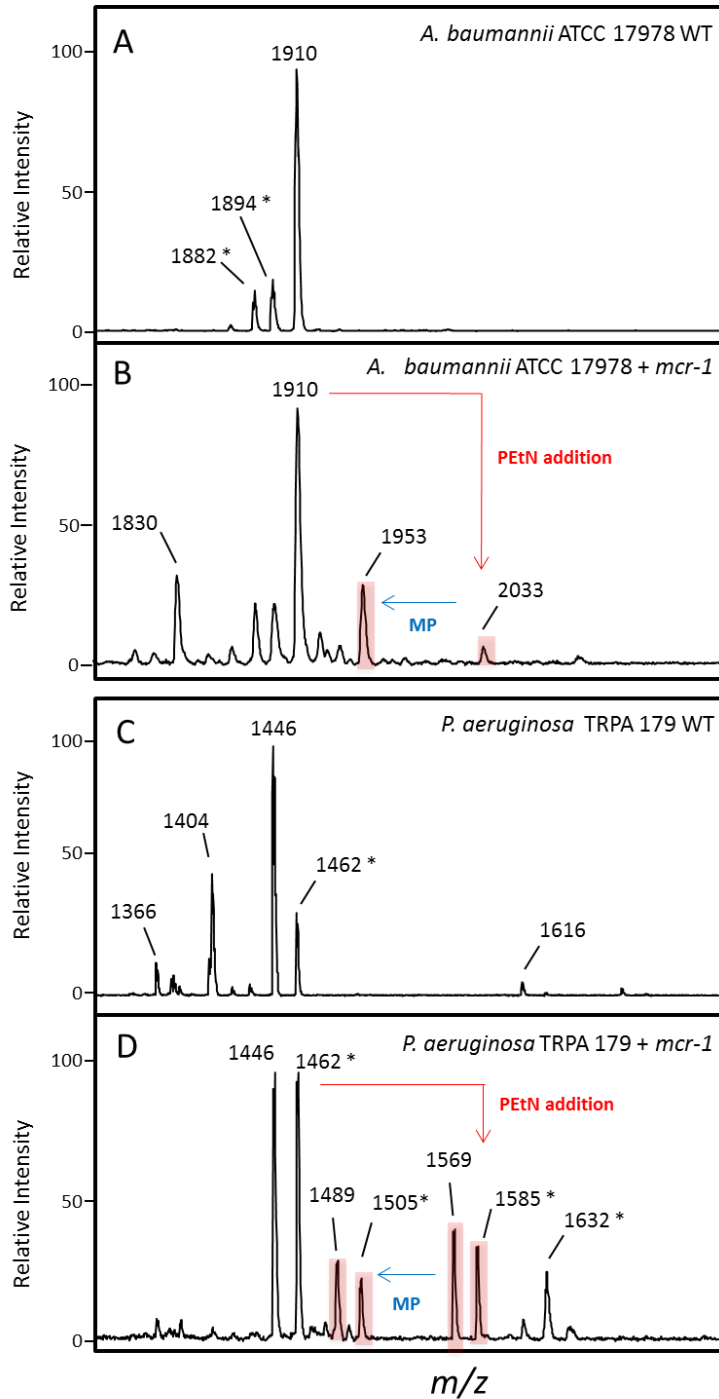 A
A. baumannii ATCC 17978 WT
1910
1894 *
1882 *
100
50
0
Relative Intensity
B
A. baumannii ATCC 17978 + mcr-1
1910
PEtN addition
1830
1953
2033
MP
100
50
0
Relative Intensity
C
P. aeruginosa TRPA 179 WT
1446
1404
1462 *
1366
1616
100
50
0
Relative Intensity
D
P. aeruginosa TRPA 179 + mcr-1
1446
1462 *
PEtN addition
1489
1505*
1569
1585 *
1632 *
MP
100
50
0
Relative Intensity
m/z